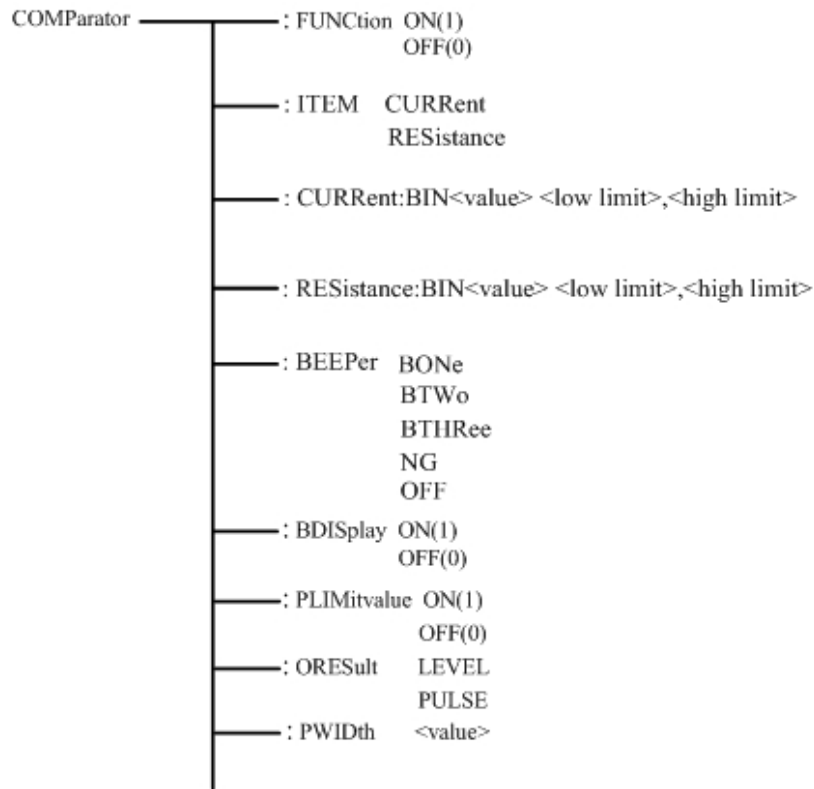 COMParator : FUNCtion ON(1)
OFF(0)
: ITEM CURRent
RESistance
: CURRent:BIN<value> <low limit>,<high limit>
: RESistance:BIN<value> <low limit>,<high limit>
: BEEPer BONe
BTWo
BTHRee
NG
OFF
: BDISplay ON(1)
OFF(0)
: PLIMitvalue ON(1)
OFF(0)
: ORESult LEVEL
PULSE
: PWIDth <value>